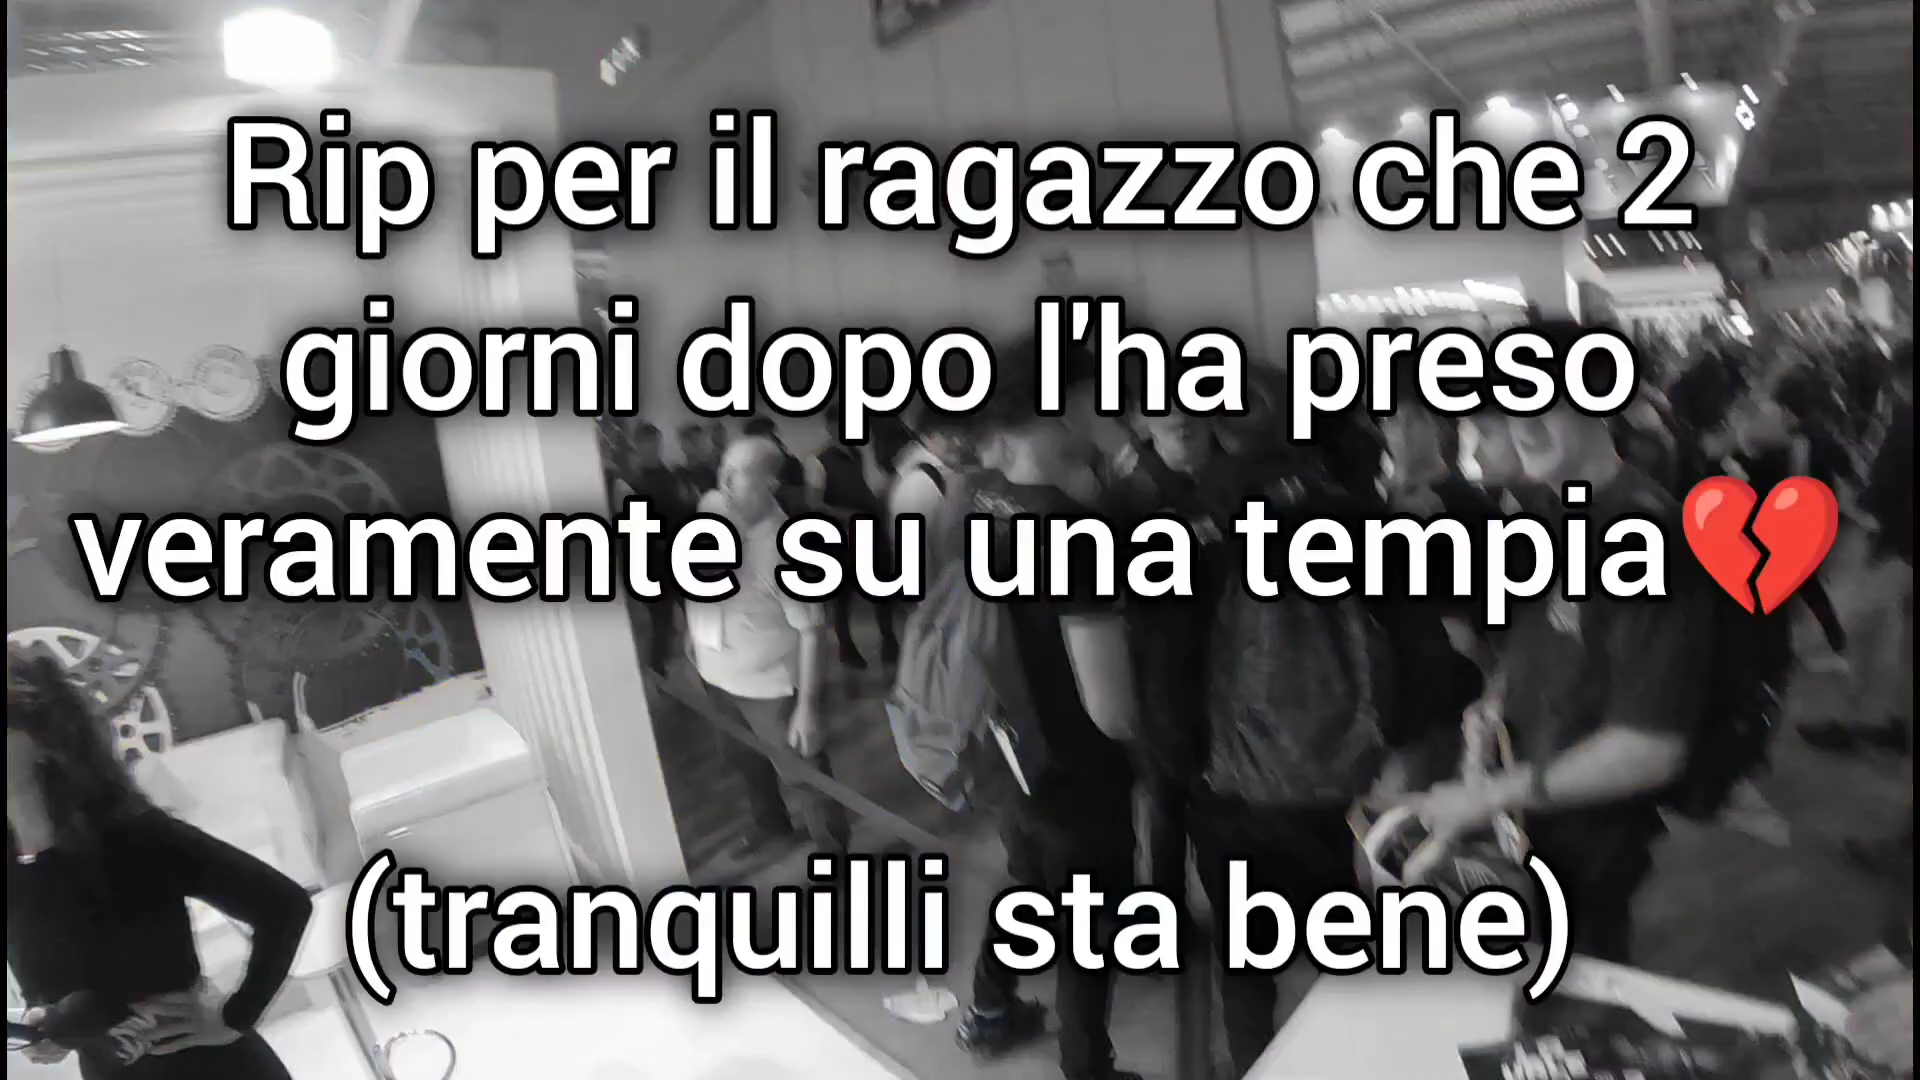 Rip per il ragazzo che 2
giorni dopo l'ha preso
veramente su una tempia💔
(tranquilli sta bene)